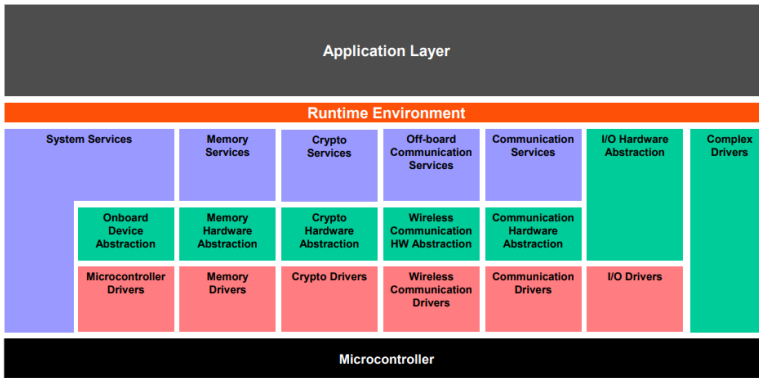 Application Layer
Runtime Environment
System Services
Memory
Services
Crypto
Services
Off-board
Communication
Services
Communication
Services
I/O Hardware
Abstraction
Complex
Drivers
Onboard
Device
Abstraction
Memory
Hardware
Abstraction
Crypto
Hardware
Abstraction
Wireless
Communication
HW Abstraction
Communication
Hardware
Abstraction
Microcontroller
Drivers
Memory
Drivers
Crypto Drivers
Wireless
Communication
Drivers
Communication
Drivers
I/O Drivers
Microcontroller